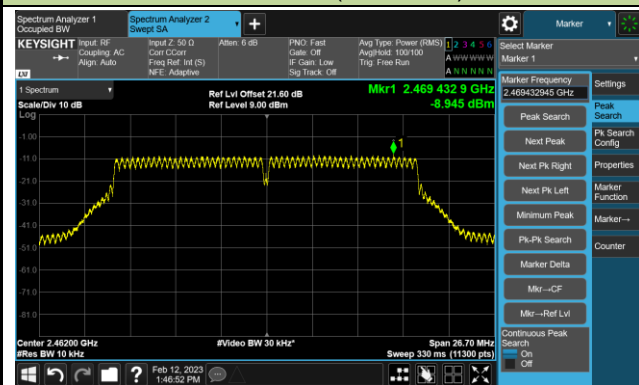 Spectrum Analyzer 1
Occupied BW
Spectrum Analyzer 2
Swept SA
Marker
KEYSIGHT
Input: RF
Coupling: AC
Align: Auto
Input Z: 50 Ω
Corr CCorr
Freq Ref: Int (S)
NFE: Adaptive
Atten: 6 dB
PNO: Fast
Gate: Off
IF Gain: Low
Sig Track: Off
Avg Type: Power (RMS)
Avg|Hold: 100/100
Trig: Free Run
1 2 3 4 5 6
A W W W W W
A N N N N N
LXI
Select Marker
Marker 1
1 Spectrum
Scale/Div 10 dB
Log
Ref Lvl Offset 21.60 dB
Ref Level 9.00 dBm
Mkr1 2.469 432 9 GHz
-8.945 dBm
Marker Frequency
2.469432945 GHz
Settings
Peak Search
Peak
Search
Next Peak
Pk Search
Config
Next Pk Right
Properties
Next Pk Left
Marker
Function
Minimum Peak
Marker→
Pk-Pk Search
Counter
Marker Delta
Mkr→CF
Mkr→Ref Lvl
Continuous Peak
Search
On
Off
-1.00
-11.0
-21.0
-31.0
-41.0
-51.0
-61.0
-71.0
-81.0
1
Center 2.46200 GHz
#Res BW 10 kHz
#Video BW 30 kHz*
Span 26.70 MHz
Sweep 330 ms (11300 pts)
?
Feb 12, 2023
1:46:52 PM